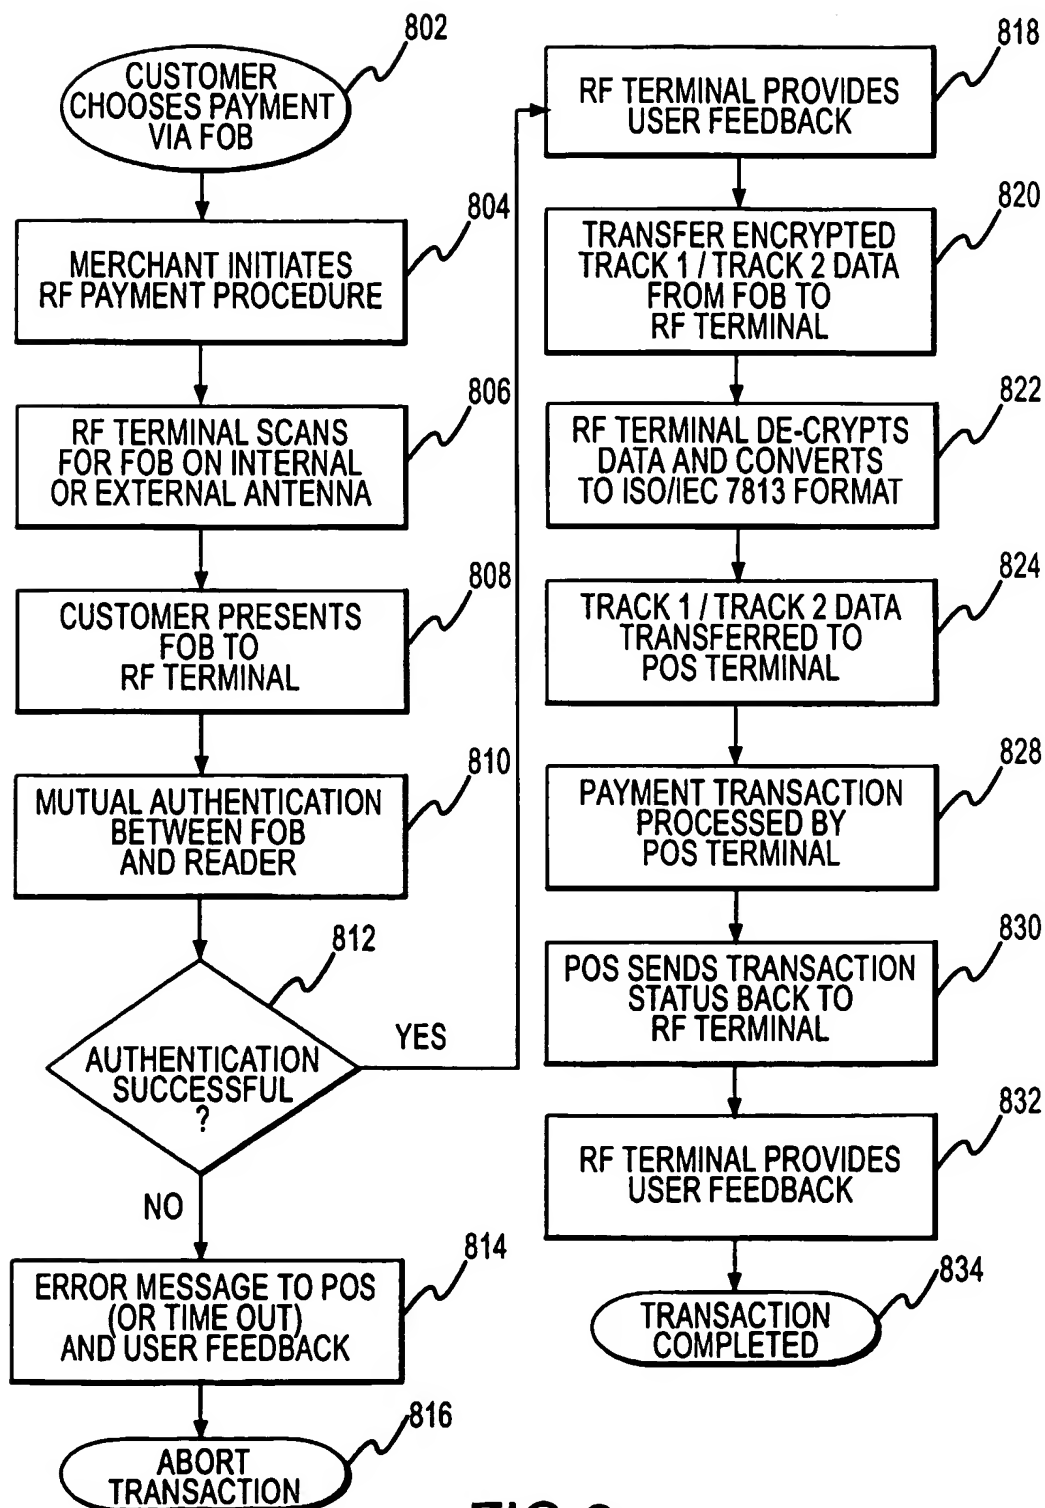 802
CUSTOMER
CHOOSES PAYMENT
VIA FOB
804
MERCHANT INITIATES
RF PAYMENT PROCEDURE
806
RF TERMINAL SCANS
FOR FOB ON INTERNAL
OR EXTERNAL ANTENNA
808
CUSTOMER PRESENTS
FOB TO
RF TERMINAL
810
MUTUAL AUTHENTICATION
BETWEEN FOB
AND READER
812
AUTHENTICATION
SUCCESSFUL
?
YES
NO
814
ERROR MESSAGE TO POS
(OR TIME OUT)
AND USER FEEDBACK
816
ABORT
TRANSACTION
818
RF TERMINAL PROVIDES
USER FEEDBACK
820
TRANSFER ENCRYPTED
TRACK 1 / TRACK 2 DATA
FROM FOB TO
RF TERMINAL
822
RF TERMINAL DE-CRYPTS
DATA AND CONVERTS
TO ISO/IEC 7813 FORMAT
824
TRACK 1 / TRACK 2 DATA
TRANSFERRED TO
POS TERMINAL
828
PAYMENT TRANSACTION
PROCESSED BY
POS TERMINAL
830
POS SENDS TRANSACTION
STATUS BACK TO
RF TERMINAL
832
RF TERMINAL PROVIDES
USER FEEDBACK
834
TRANSACTION
COMPLETED